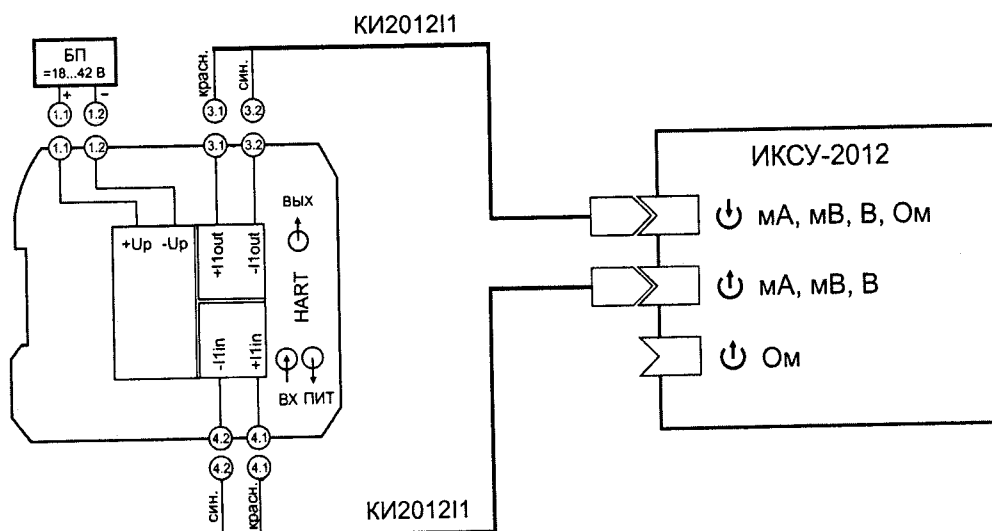 КИ2012I1
БП
=18...42 В
+ −
1.1 1.2
красн. син.
3.1 3.2
1.1 1.2 3.1 3.2
ИКСУ-2012
мА, мВ, В, Ом
мА, мВ, В
Ом
+Up -Up
+I1out -I1out
ВЫХ
HART
-I1in +I1in
ВХ ПИТ
4.2 4.1
4.2 4.1
син. красн.
КИ2012I1